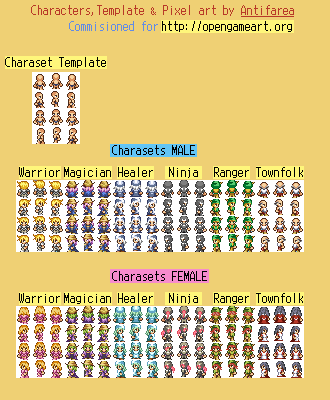 Characters,Template & Pixel art by Antifarea
Commisioned for http://opengameart.org
Charaset Template
Charasets MALE
Warrior Magician Healer Ninja Ranger Townfolk
Charasets FEMALE
Warrior Magician Healer Ninja Ranger Townfolk